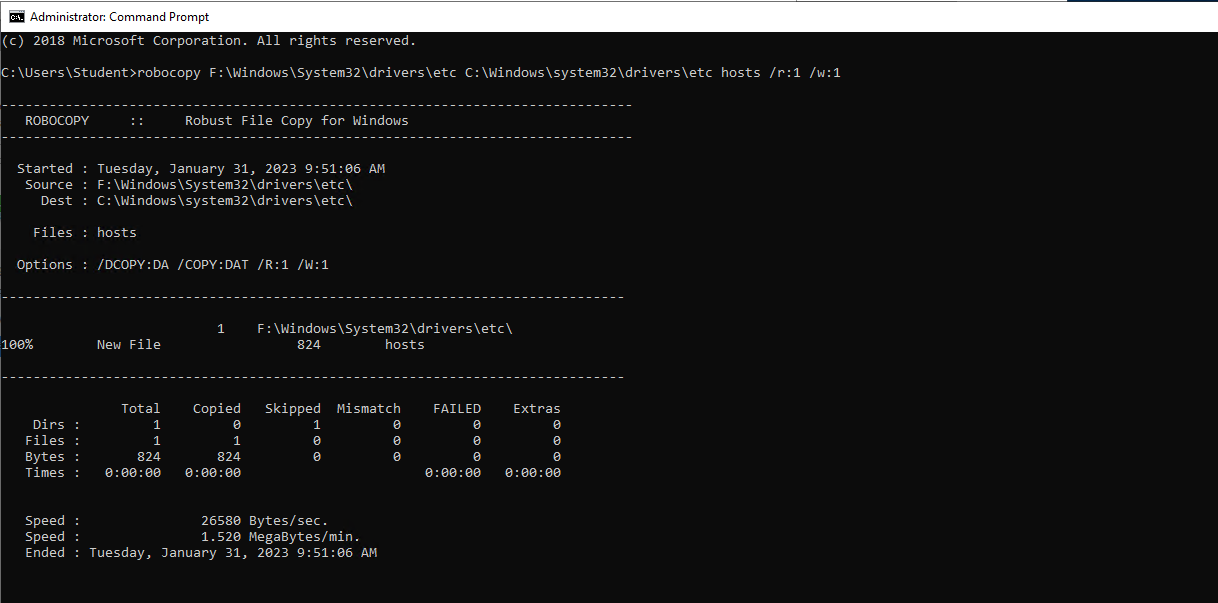 Administrator: Command Prompt
(c) 2018 Microsoft Corporation. All rights reserved.
C:\Users\Student>robocopy F:\Windows\System32\drivers\etc C:\Windows\system32\drivers\etc hosts /r:1 /w:1
-------------------------------------------------------------------------------
   ROBOCOPY     ::     Robust File Copy for Windows
-------------------------------------------------------------------------------
  Started : Tuesday, January 31, 2023 9:51:06 AM
   Source : F:\Windows\System32\drivers\etc\
     Dest : C:\Windows\system32\drivers\etc\
    Files : hosts
  Options : /DCOPY:DA /COPY:DAT /R:1 /W:1
------------------------------------------------------------------------------
                           1    F:\Windows\System32\drivers\etc\
100%        New File                 824        hosts
------------------------------------------------------------------------------
               Total    Copied   Skipped  Mismatch    FAILED    Extras
    Dirs :         1         0         1         0         0         0
   Files :         1         1         0         0         0         0
   Bytes :       824       824         0         0         0         0
   Times :   0:00:00   0:00:00                       0:00:00   0:00:00
   Speed :               26580 Bytes/sec.
   Speed :               1.520 MegaBytes/min.
   Ended : Tuesday, January 31, 2023 9:51:06 AM